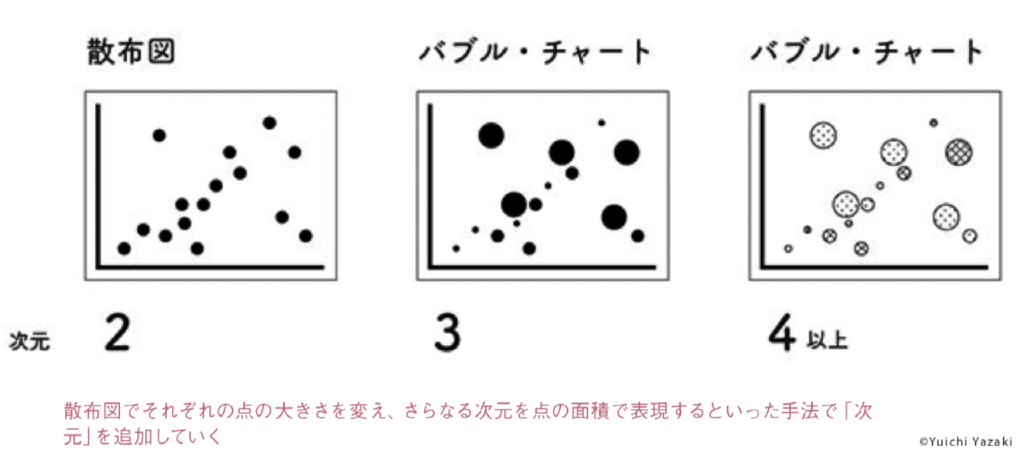 散布図
バブル・チャート
バブル・チャート
次元 2
3
4 以上
散布図でそれぞれの点の大きさを変え、さらなる次元を点の面積で表現するといった手法で「次
元」を追加していく
©Yuichi Yazaki